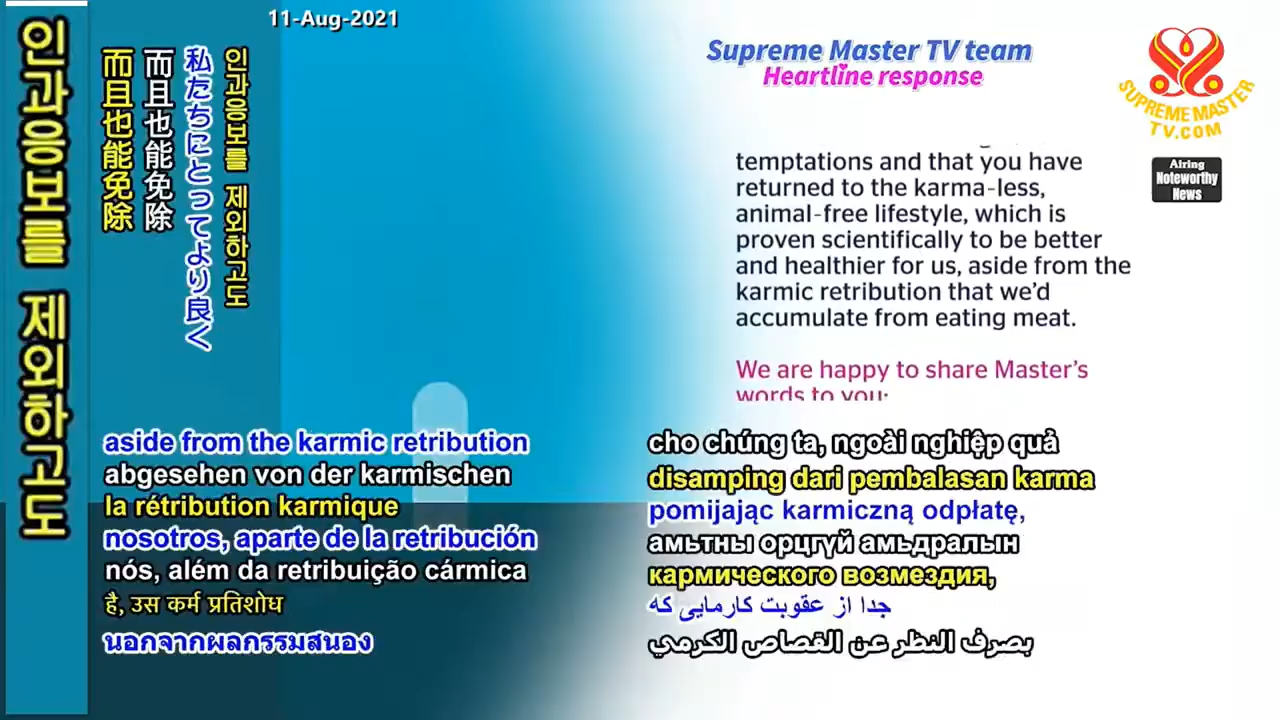 11-Aug-2021
인과응보를 제외하고도
而且也能免除
而且也能免除
私たちにとってより良く
인과응보를 제외하고도
Supreme Master TV team
Heartline response
SUPREME MASTER
TV.COM
Airing
Noteworthy
News
temptations and that you have
returned to the karma-less,
animal-free lifestyle, which is
proven scientifically to be better
and healthier for us, aside from the
karmic retribution that we'd
accumulate from eating meat.
We are happy to share Master's
words to you:
aside from the karmic retribution
abgesehen von der karmischen
la rétribution karmique
nosotros, aparte de la retribución
nós, além da retribuição cármica
है, उस कर्म प्रतिशोध
นอกจากผลกรรมสนอง
cho chúng ta, ngoài nghiệp quả
disamping dari pembalasan karma
pomijając karmiczną odpłatę,
амьтны орцгүй амьдралын
кармического возмездия,
جدا از عقوبت کارمایی که
بصرف النظر عن القصاص الكرمي